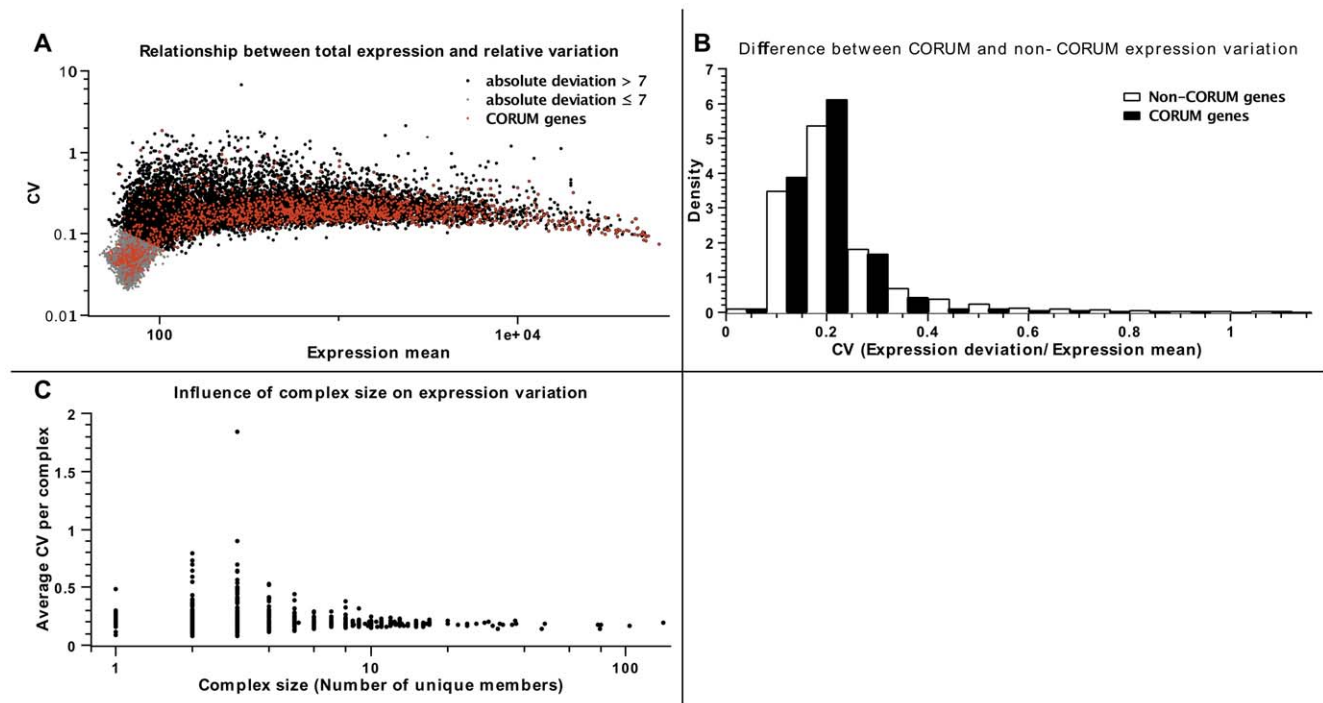 A
Relationship between total expression and relative variation
absolute deviation > 7
absolute deviation ≤ 7
CORUM genes
10
1
0.1
0.01
CV
100
1e+04
Expression mean
B
Difference between CORUM and non- CORUM expression variation
Non-CORUM genes
CORUM genes
7
6
5
4
3
2
1
0
Density
0
0.2
0.4
0.6
0.8
1
CV (Expression deviation/ Expression mean)
C
Influence of complex size on expression variation
2
1.5
1
0.5
0
Average CV per complex
1
10
100
Complex size (Number of unique members)